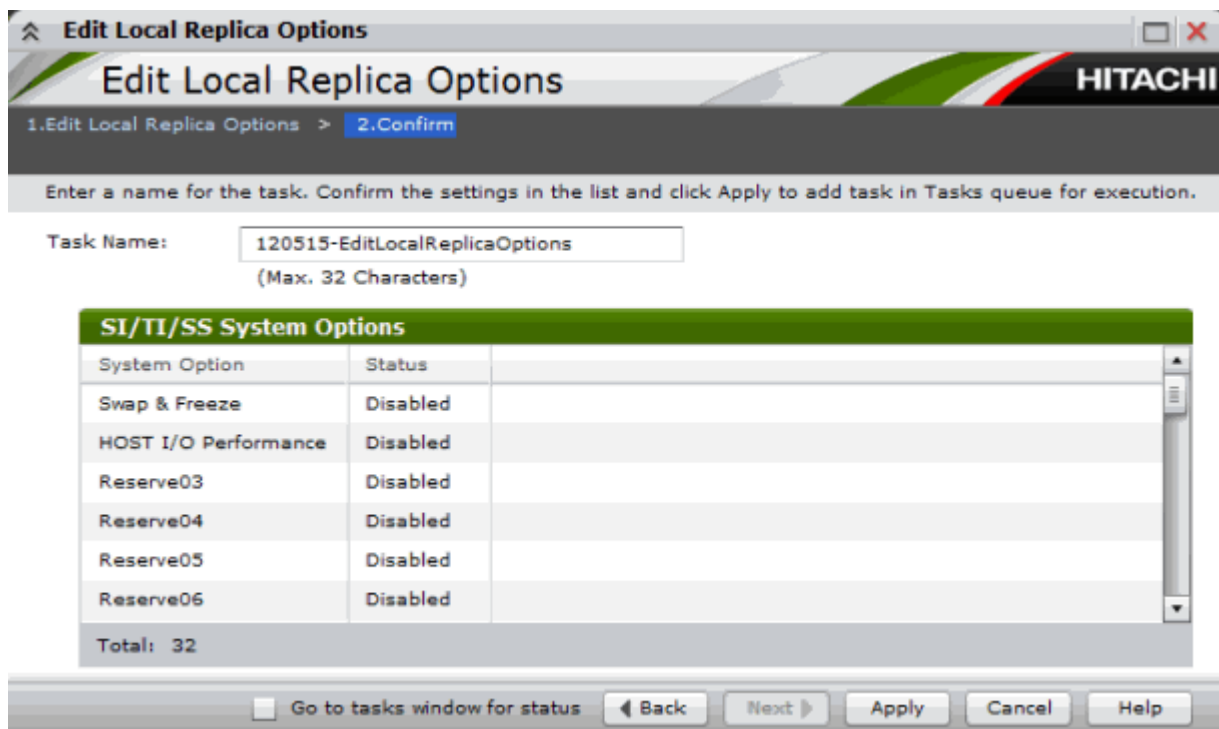 Edit Local Replica Options
Edit Local Replica Options
HITACHI
1.Edit Local Replica Options > 2.Confirm
Enter a name for the task. Confirm the settings in the list and click Apply to add task in Tasks queue for execution.
Task Name: 120515-EditLocalReplicaOptions
(Max. 32 Characters)
SI/TI/SS System Options
System Option Status
Swap & Freeze Disabled
HOST I/O Performance Disabled
Reserve03 Disabled
Reserve04 Disabled
Reserve05 Disabled
Reserve06 Disabled
Total: 32
Go to tasks window for status Back Next Apply Cancel Help